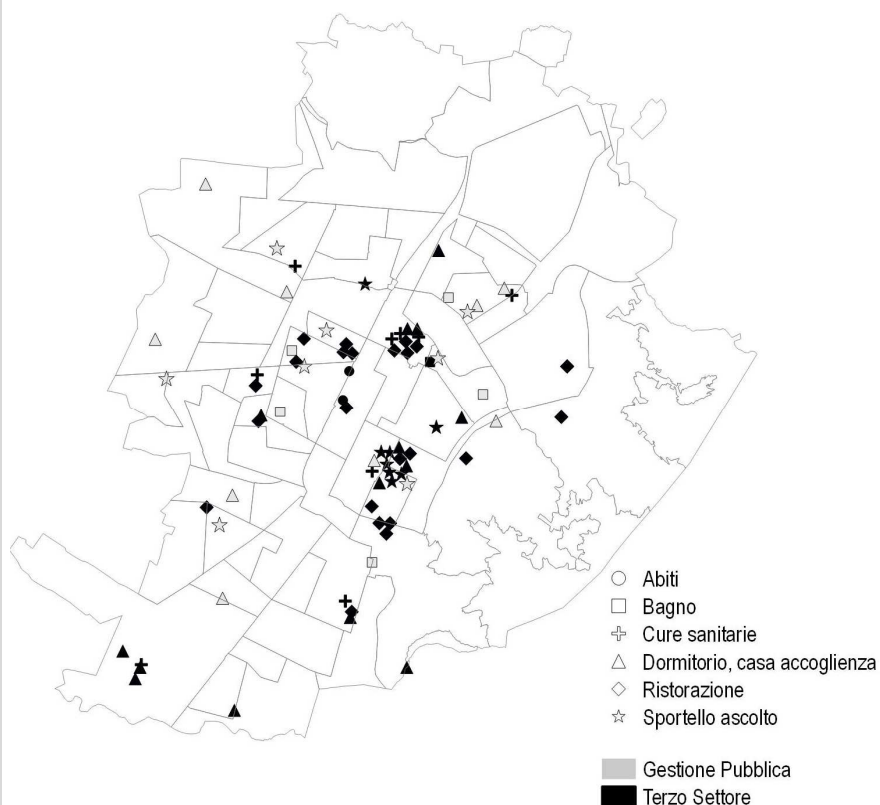 Abiti
Bagno
Cure sanitarie
Dormitorio, casa accoglienza
Ristorazione
Sportello ascolto
Gestione Pubblica
Terzo Settore